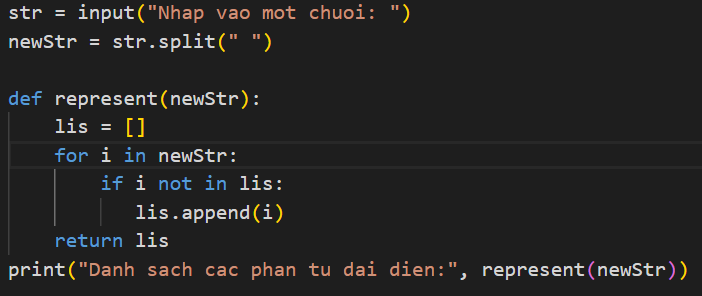 str = input("Nhap vao mot chuoi: ")
newStr = str.split(" ")
def represent(newStr):
    lis = []
    for i in newStr:
        if i not in lis:
           lis.append(i)
    return lis
print("Danh sach cac phan tu dai dien:", represent(newStr))